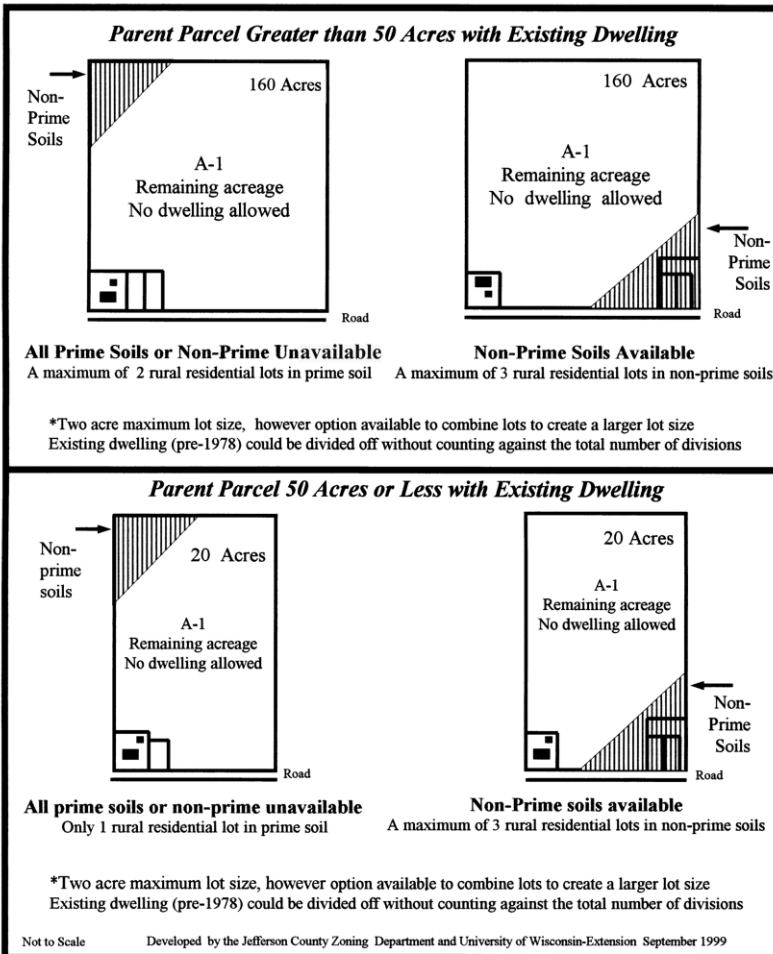 Parent Parcel Greater than 50 Acres with Existing Dwelling
Non-
Prime
Soils
160 Acres
A-1
Remaining acreage
No dwelling allowed
Road
All Prime Soils or Non-Prime Unavailable
A maximum of 2 rural residential lots in prime soil
160 Acres
A-1
Remaining acreage
No dwelling allowed
Non-
Prime
Soils
Road
Non-Prime Soils Available
A maximum of 3 rural residential lots in non-prime soils
*Two acre maximum lot size, however option available to combine lots to create a larger lot size
Existing dwelling (pre-1978) could be divided off without counting against the total number of divisions
Parent Parcel 50 Acres or Less with Existing Dwelling
Non-
prime
soils
20 Acres
A-1
Remaining acreage
No dwelling allowed
Road
All prime soils or non-prime unavailable
Only 1 rural residential lot in prime soil
20 Acres
A-1
Remaining acreage
No dwelling allowed
Non-
Prime
Soils
Road
Non-Prime soils available
A maximum of 3 rural residential lots in non-prime soils
*Two acre maximum lot size, however option available to combine lots to create a larger lot size
Existing dwelling (pre-1978) could be divided off without counting against the total number of divisions
Not to Scale Developed by the Jefferson County Zoning Department and University of Wisconsin-Extension September 1999